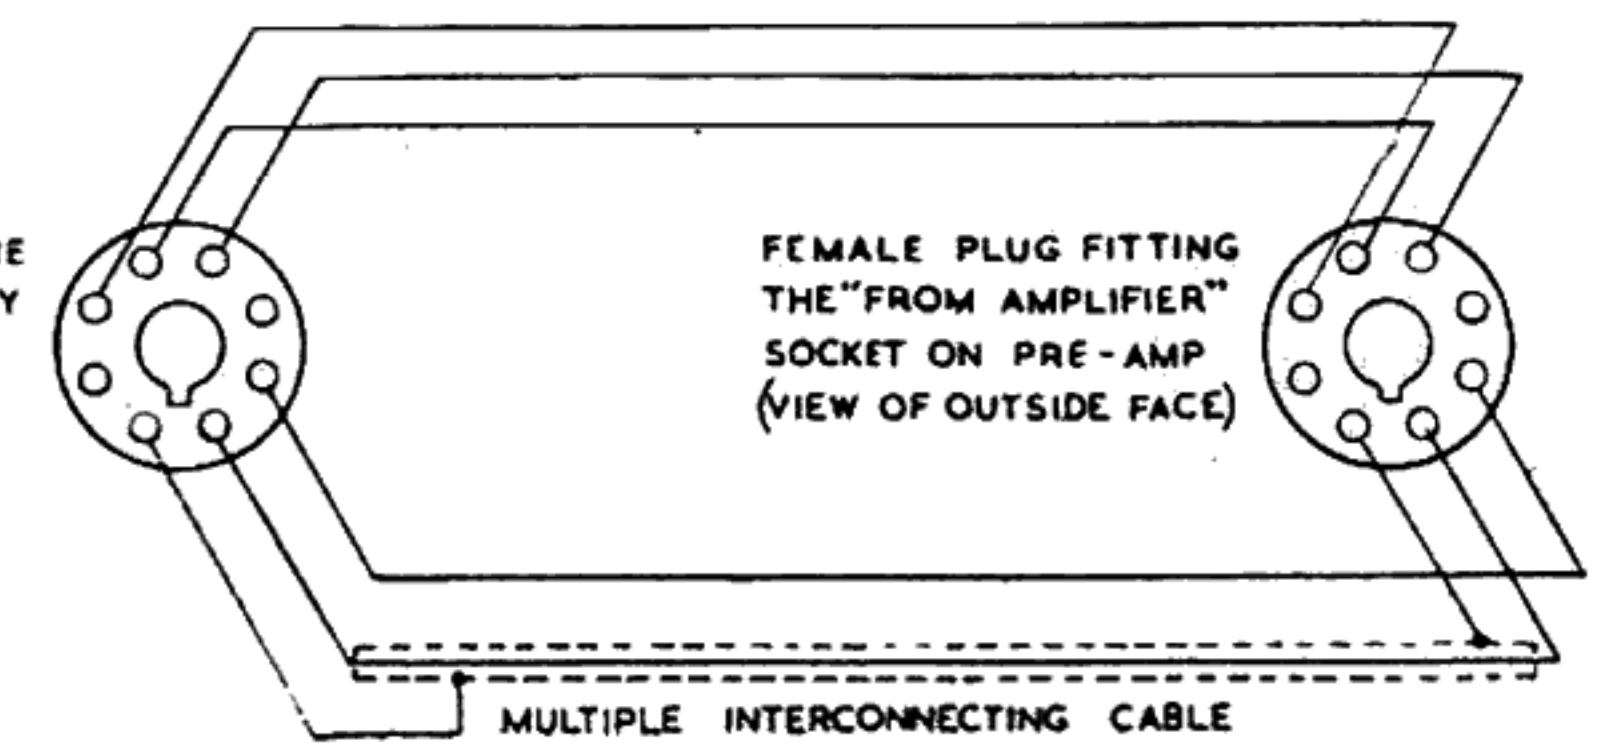 FEMALE PLUG FITTING
THE "FROM AMPLIFIER"
SOCKET ON PRE-AMP
(VIEW OF OUTSIDE FACE)
MULTIPLE INTERCONNECTING CABLE